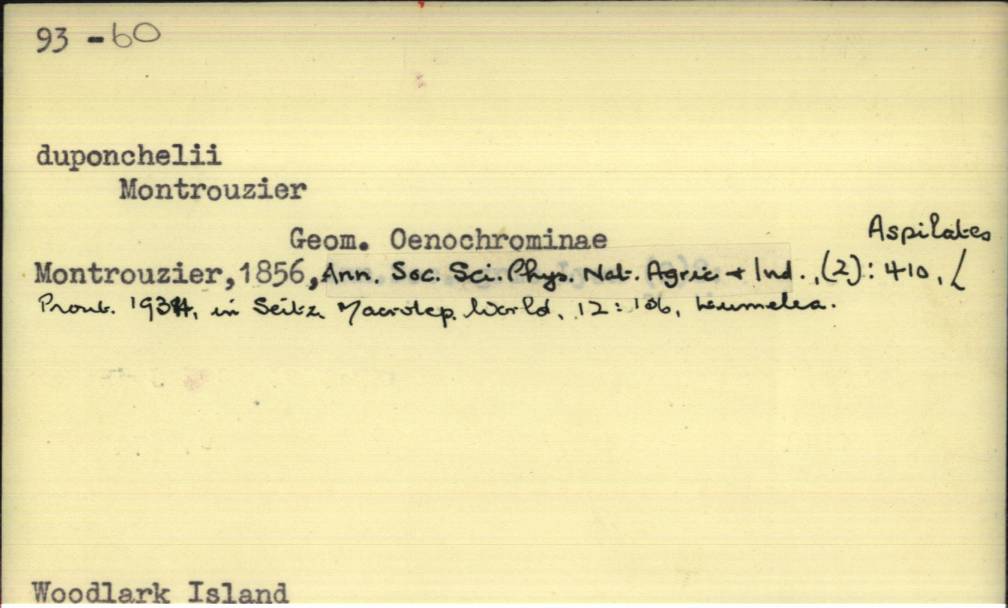 93 -60
duponchelii
Montrouzier
Geom. Oenochrominae
Aspilates
Montrouzier,1856,Ann. Soc. Sci. Phys. Nat. Agric + Ind.,(2): 410, (
Prout. 1934, in Seitz Macrolep. World, 12: 106, Eumelea.
Woodlark Island